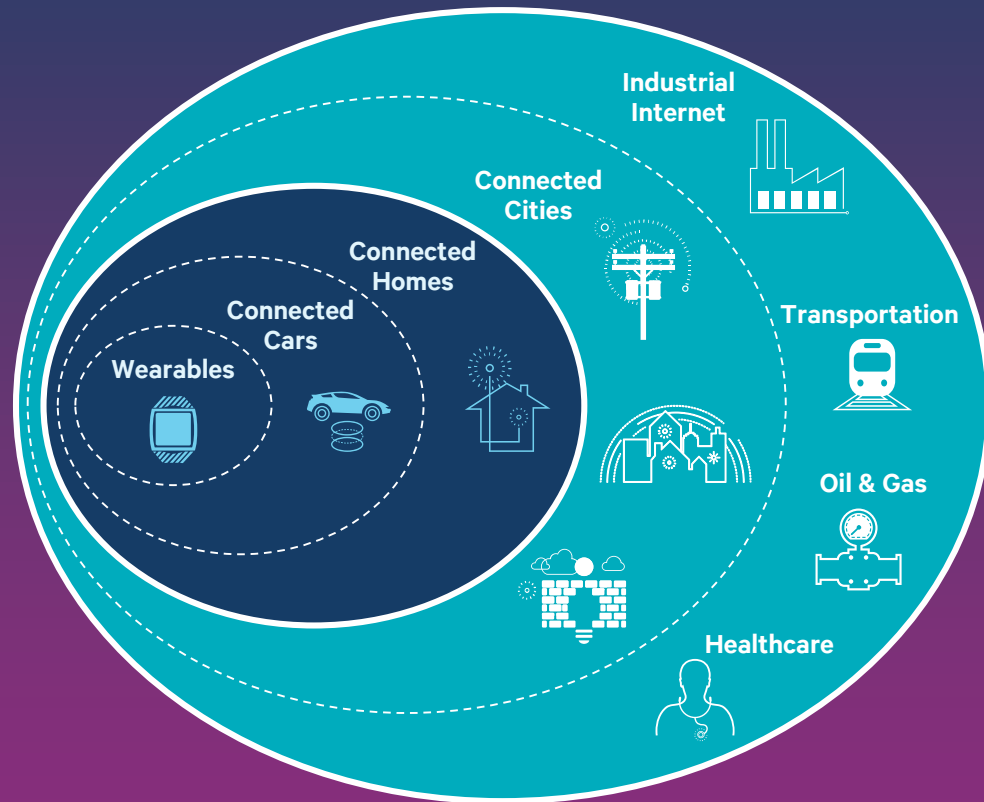 Industrial
Internet
Connected
Cities
Connected
Homes
Connected
Cars
Wearables
Transportation
Oil & Gas
Healthcare